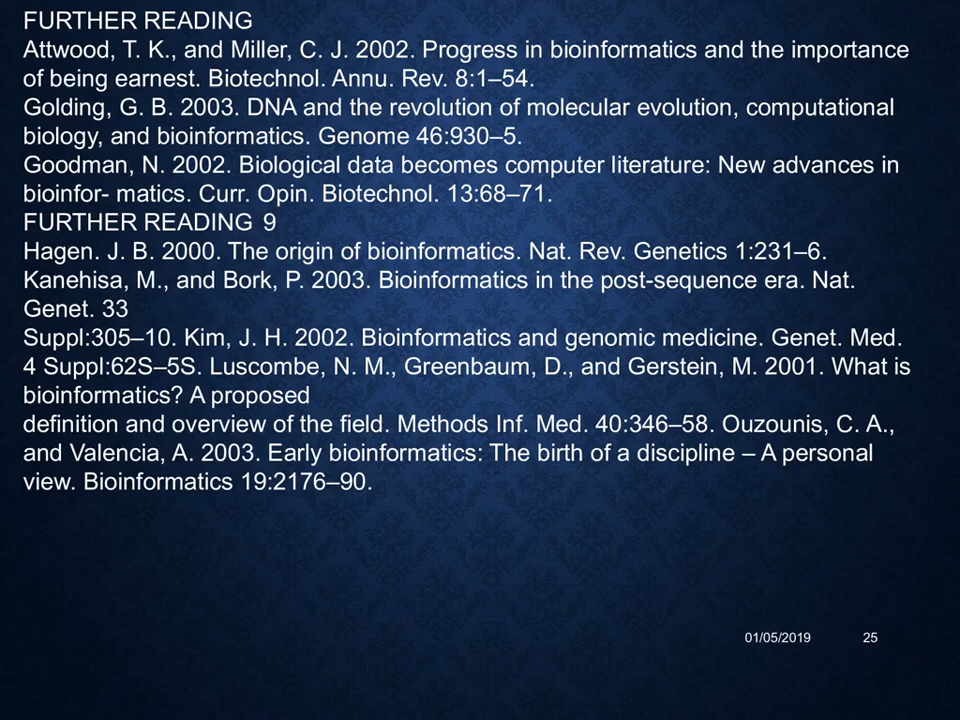 FURTHER READING
Attwood, T. K., and Miller, C. J. 2002. Progress in bioinformatics and the importance
of being earnest. Biotechnol. Annu. Rev. 8:1–54.
Golding, G. B. 2003. DNA and the revolution of molecular evolution, computational
biology, and bioinformatics. Genome 46:930–5.
Goodman, N. 2002. Biological data becomes computer literature: New advances in
bioinfor- matics. Curr. Opin. Biotechnol. 13:68–71.
FURTHER READING 9
Hagen. J. B. 2000. The origin of bioinformatics. Nat. Rev. Genetics 1:231–6.
Kanehisa, M., and Bork, P. 2003. Bioinformatics in the post-sequence era. Nat.
Genet. 33
Suppl:305–10. Kim, J. H. 2002. Bioinformatics and genomic medicine. Genet. Med.
4 Suppl:62S–5S. Luscombe, N. M., Greenbaum, D., and Gerstein, M. 2001. What is
bioinformatics? A proposed
definition and overview of the field. Methods Inf. Med. 40:346–58. Ouzounis, C. A.,
and Valencia, A. 2003. Early bioinformatics: The birth of a discipline – A personal
view. Bioinformatics 19:2176–90.
01/05/2019 25